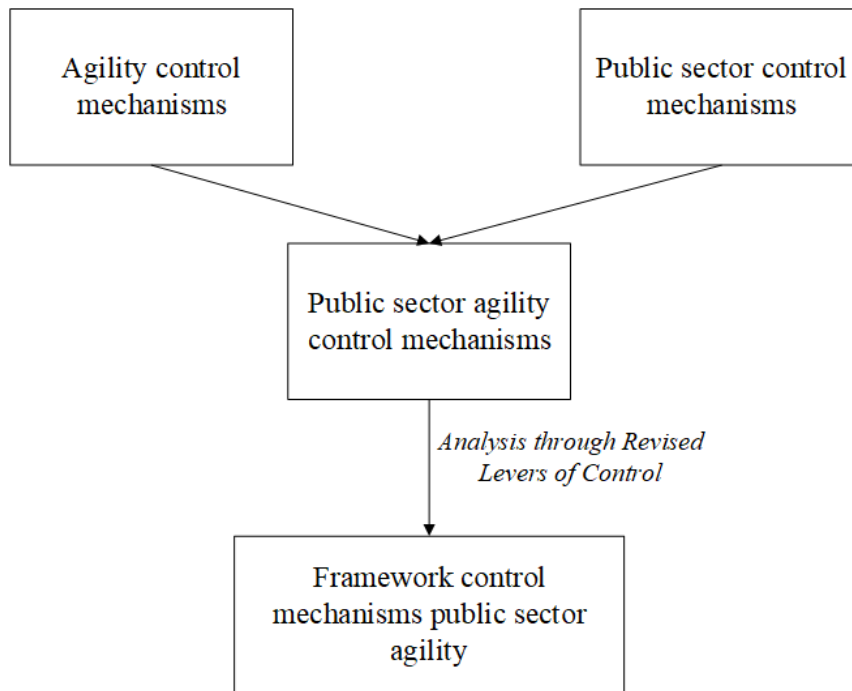 Agility control
mechanisms
Public sector control
mechanisms
Public sector agility
control mechanisms
Analysis through Revised
Levers of Control
Framework control
mechanisms public sector
agility